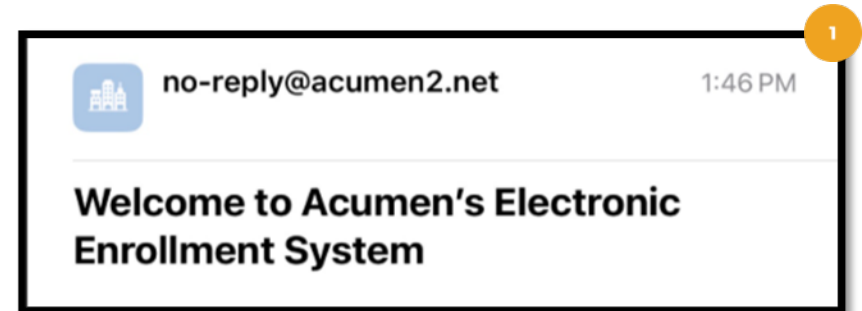 1
no-reply@acumen2.net 1:46 PM
Welcome to Acumen’s Electronic
Enrollment System